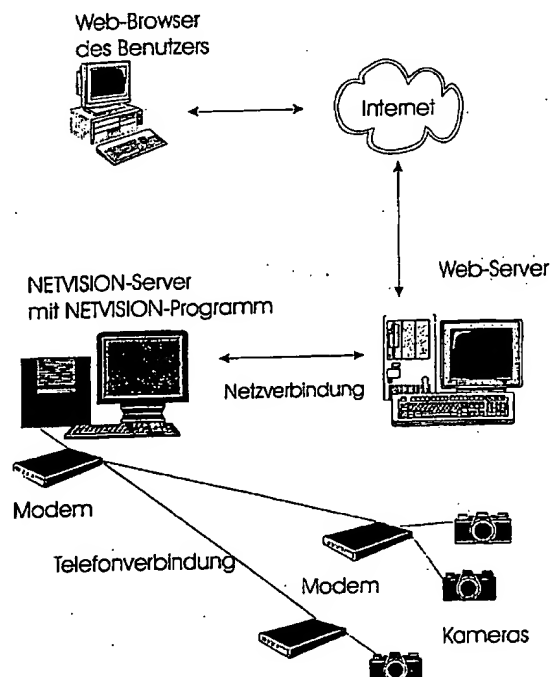 Web-Browser
des Benutzers
Internet
Web-Server
NETVISION-Server
mit NETVISION-Programm
Netzverbindung
Modem
Telefonverbindung
Modem
Kameras